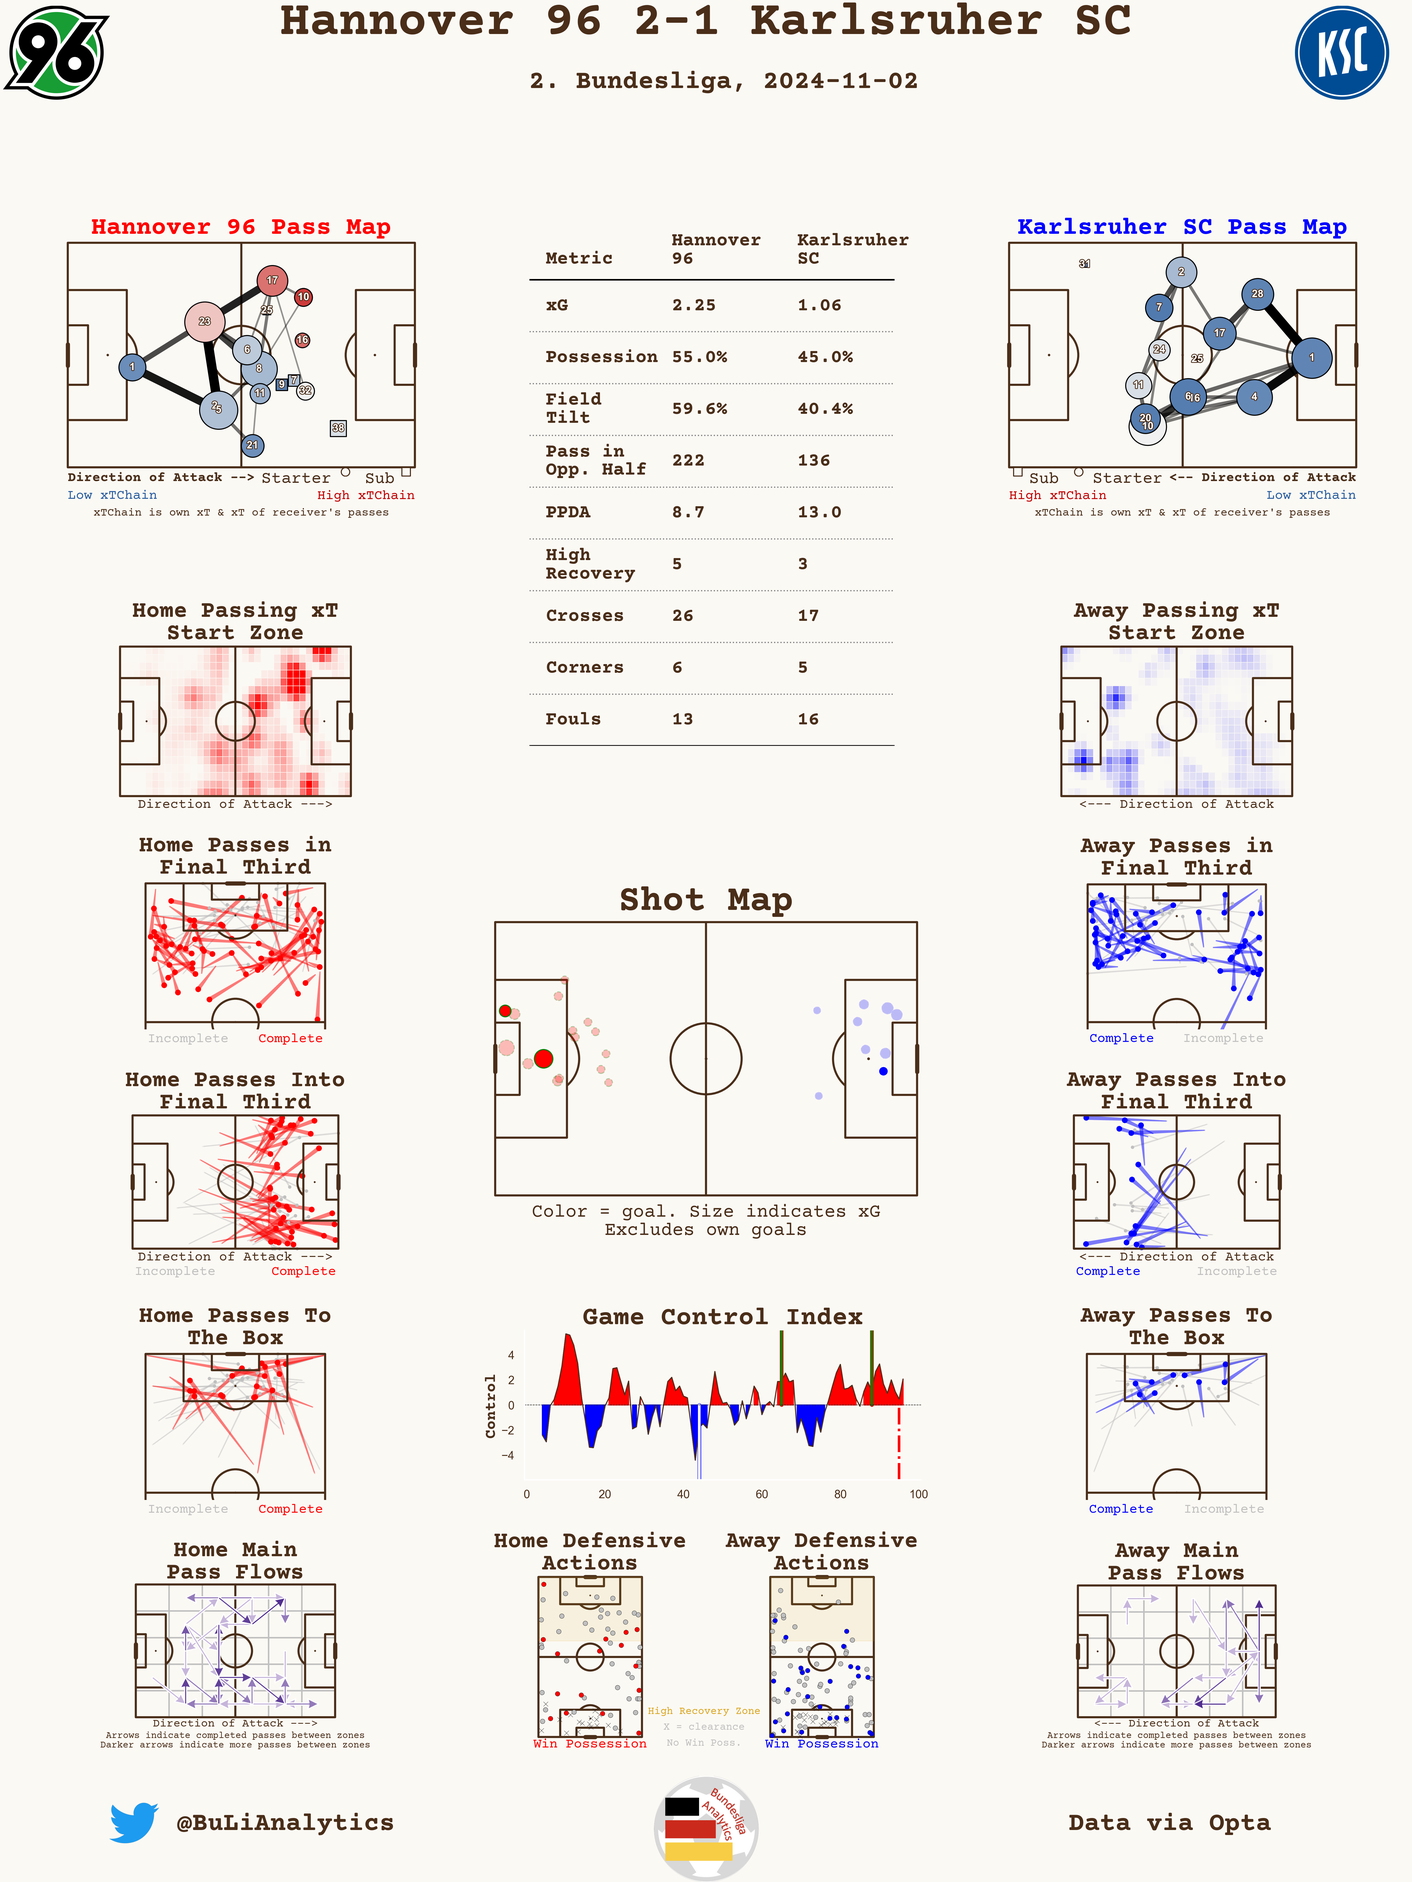 Hannover 96 2-1 Karlsruher SC
2. Bundesliga, 2024-11-02
96
KSC
Hannover 96 Pass Map
17
10
25
23
16
6
8
1
9
7
32
11
2
5
38
21
Direction of Attack --> Starter Sub
Low xTChain High xTChain
xTChain is own xT & xT of receiver's passes
Metric Hannover 96 Karlsruher SC
xG 2.25 1.06
Possession 55.0% 45.0%
Field Tilt 59.6% 40.4%
Pass in Opp. Half 222 136
PPDA 8.7 13.0
High Recovery 5 3
Crosses 26 17
Corners 6 5
Fouls 13 16
Karlsruher SC Pass Map
31
2
28
7
17
24
25
1
11
6
16
4
20
10
Sub Starter <-- Direction of Attack
High xTChain Low xTChain
xTChain is own xT & xT of receiver's passes
Home Passing xT
Start Zone
Direction of Attack --->
Away Passing xT
Start Zone
<--- Direction of Attack
Home Passes in
Final Third
Incomplete Complete
Shot Map
Color = goal. Size indicates xG
Excludes own goals
Away Passes in
Final Third
Complete Incomplete
Home Passes Into
Final Third
Direction of Attack --->
Incomplete Complete
Away Passes Into
Final Third
<--- Direction of Attack
Complete Incomplete
Home Passes To
The Box
Incomplete Complete
Game Control Index
Control
4
2
0
−2
−4
0 20 40 60 80 100
Away Passes To
The Box
Complete Incomplete
Home Main
Pass Flows
Direction of Attack --->
Arrows indicate completed passes between zones
Darker arrows indicate more passes between zones
Home Defensive
Actions
Win Possession
High Recovery Zone
X = clearance
No Win Poss.
Away Defensive
Actions
Win Possession
Away Main
Pass Flows
<--- Direction of Attack
Arrows indicate completed passes between zones
Darker arrows indicate more passes between zones
@BuLiAnalytics
Bundesliga
Analytics
Data via Opta